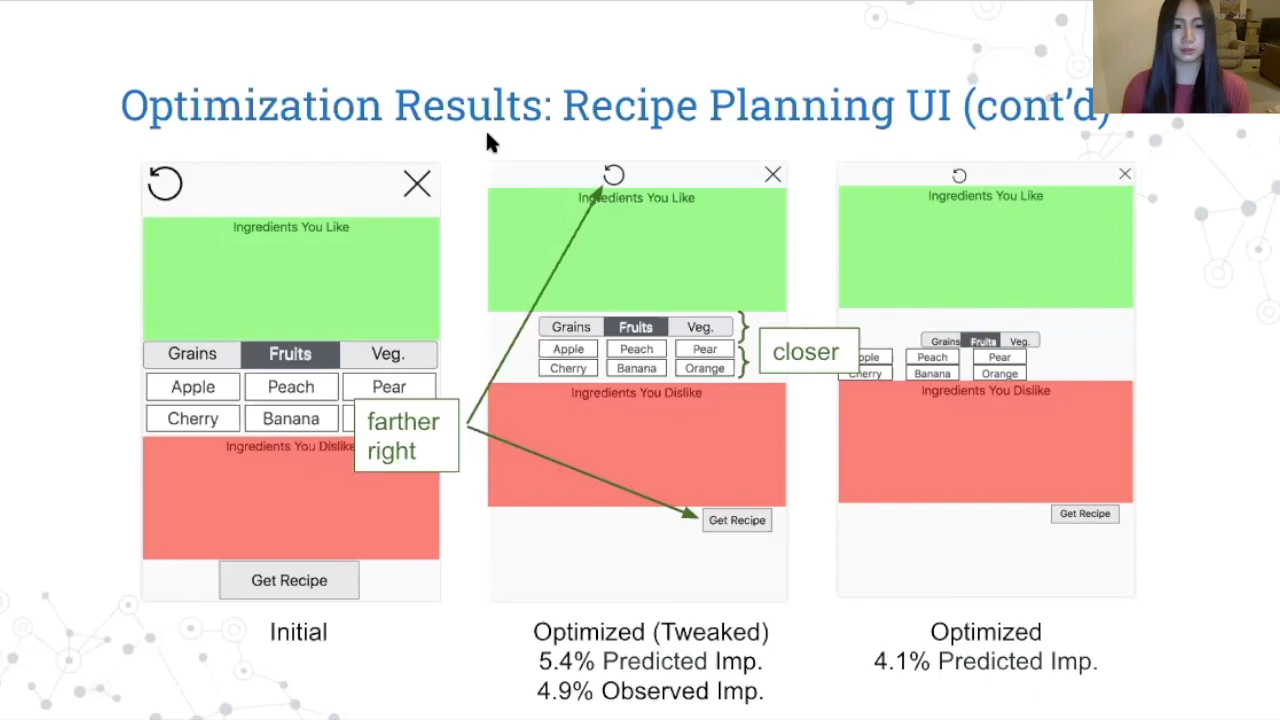 Optimization Results: Recipe Planning UI (cont'd)
Ingredients You Like
Grains Fruits Veg.
Apple Peach Pear
Cherry Banana
Ingredients You Dislike
Get Recipe
Initial
farther
right
Ingredients You Like
Grains Fruits Veg.
Apple Peach Pear
Cherry Banana Orange
Ingredients You Dislike
Get Recipe
closer
Optimized (Tweaked)
5.4% Predicted Imp.
4.9% Observed Imp.
Ingredients You Like
Grains Fruits Veg.
Peach Pear
Banana Orange
Ingredients You Dislike
Get Recipe
Optimized
4.1% Predicted Imp.